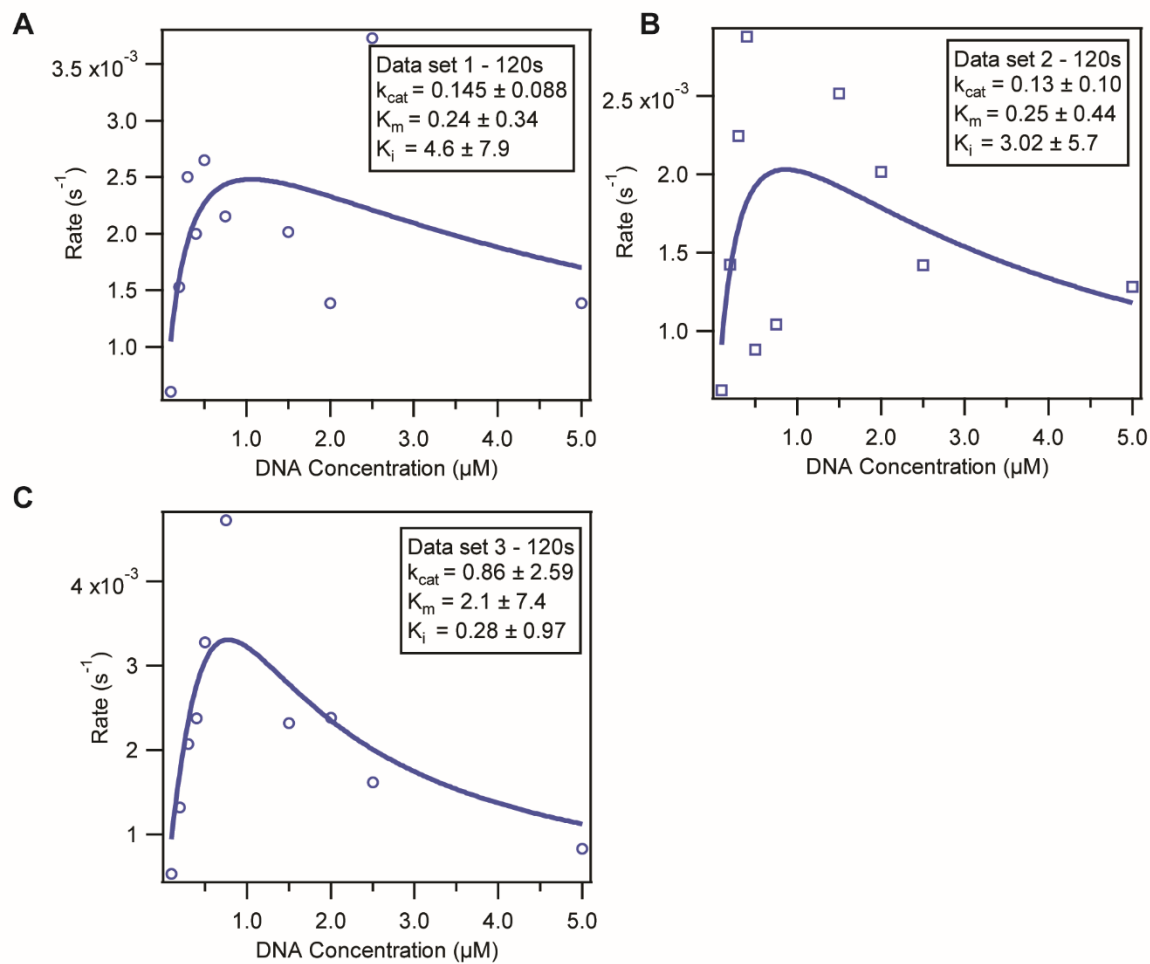 A
3.5 x10⁻³
3.0
2.5
2.0
1.5
1.0
Rate (s⁻¹)
Data set 1 - 120s
kcat = 0.145 ± 0.088
Km = 0.24 ± 0.34
Ki = 4.6 ± 7.9
1.0 2.0 3.0 4.0 5.0
DNA Concentration (µM)
B
2.5 x10⁻³
2.0
1.5
1.0
Rate (s⁻¹)
Data set 2 - 120s
kcat = 0.13 ± 0.10
Km = 0.25 ± 0.44
Ki = 3.02 ± 5.7
1.0 2.0 3.0 4.0 5.0
DNA Concentration (µM)
C
4 x10⁻³
3
2
1
Rate (s⁻¹)
Data set 3 - 120s
kcat = 0.86 ± 2.59
Km = 2.1 ± 7.4
Ki = 0.28 ± 0.97
1.0 2.0 3.0 4.0 5.0
DNA Concentration (µM)